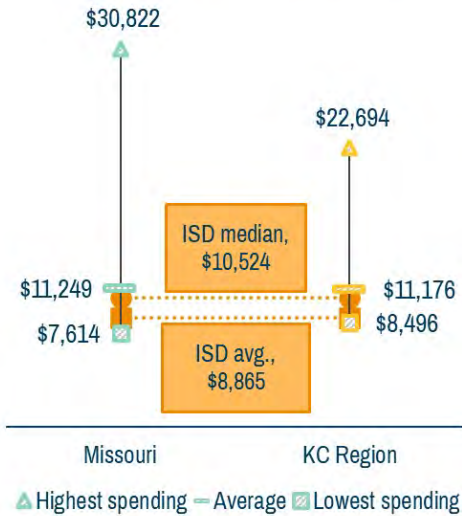 $30,822
$22,694
ISD median,
$10,524
$11,249
$11,176
$7,614
$8,496
ISD avg.,
$8,865
Missouri
KC Region
Highest spending
Average
Lowest spending